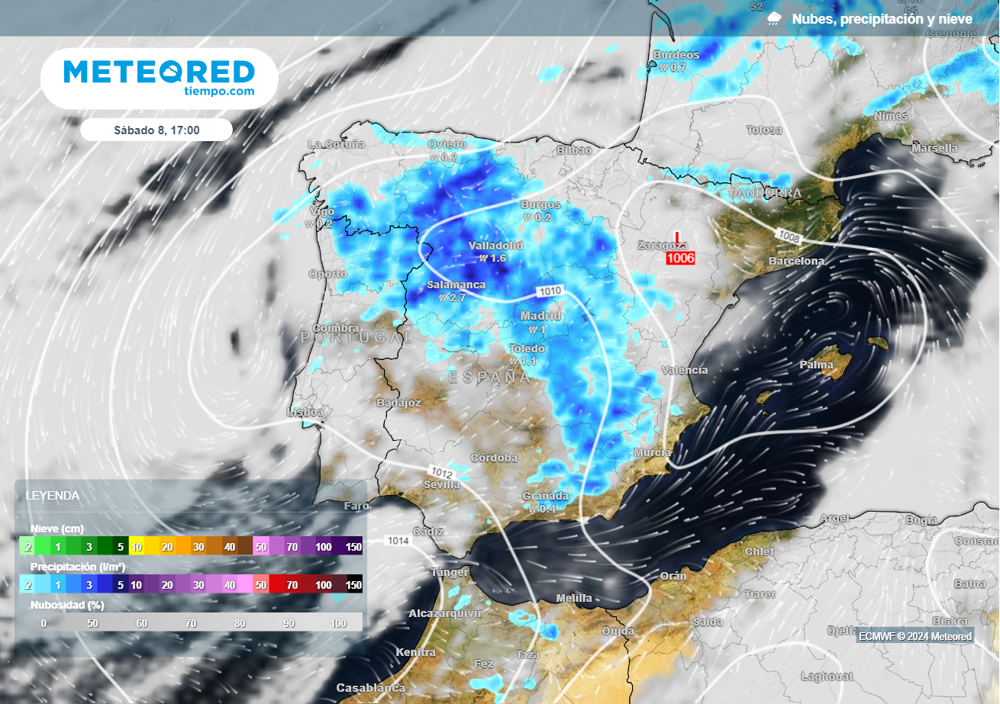 52
65
Nubes, precipitación y nieve
Grenoble
METEORED
tiempo.com
Burdeos
0.7
Sábado 8, 17:00
Nimes
Tolosa
La Coruña
Oviedo
0.2
Bilbao
Marsella
ANDORRA
Vigo
0.2
Burgos
0.2
L
1008
Valladolid
1.6
Zaragoza
1006
Barcelona
Oporto
Salamanca
2.7
1010
Madrid
1
Coimbra
PORTUGAL
Toledo
1.1
Palma
Valencia
ESPAÑA
Badajoz
Lisboa
Córdoba
Murcia
1012
Sevilla
Granada
0.4
Faro
LEYENDA
Argel
Bugía
Nieve (cm)
.2 1 3 5 10 20 30 40 50 70 100 150
Cádiz
1014
Constan
Chlef
Precipitación (l/m²)
.2 1 3 5 10 20 30 40 50 70 100 150
Tánger
Orán
Batna
Tiaret
Melilla
Nubosidad (%)
0 50 60 70 80 90 100
Alcazarquivir
Saida
Biskra
Oujda
Djelfa
ECMWF © 2024 Meteored
Kenitra
Taza
Fez
Laghouat
Casablanca